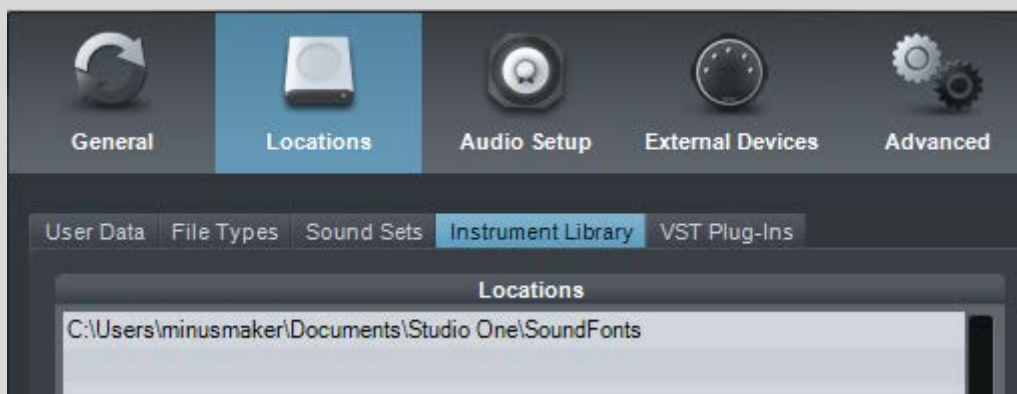 General Locations Audio Setup External Devices Advanced
User Data File Types Sound Sets Instrument Library VST Plug-Ins
Locations
C:\Users\minusmaker\Documents\Studio One\SoundFonts